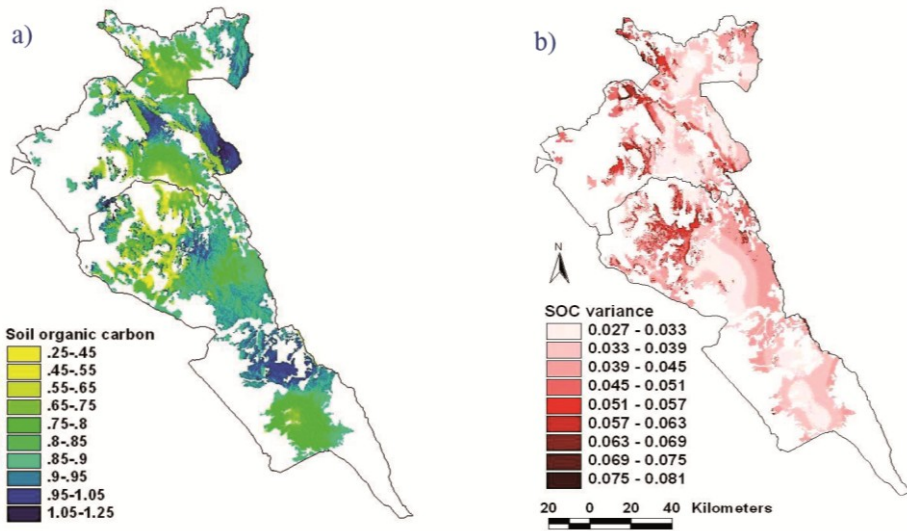 a)
Soil organic carbon
.25-.45
.45-.55
.55-.65
.65-.75
.75-.8
.8-.85
.85-.9
.9-.95
.95-1.05
1.05-1.25
b)
N
SOC variance
0.027 - 0.033
0.033 - 0.039
0.039 - 0.045
0.045 - 0.051
0.051 - 0.057
0.057 - 0.063
0.063 - 0.069
0.069 - 0.075
0.075 - 0.081
20 0 20 40 Kilometers